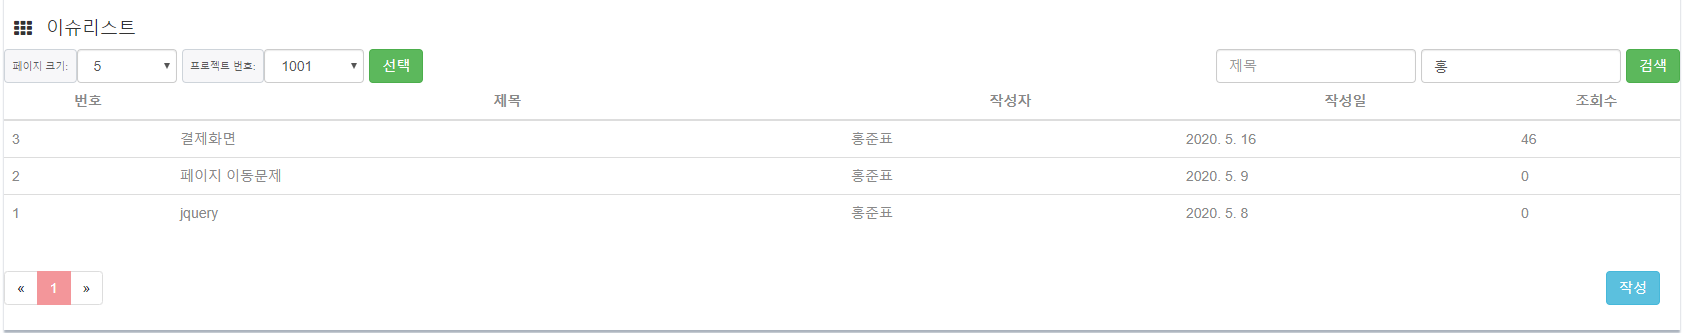 이슈리스트
페이지 크기: 5 프로젝트 번호: 1001 선택 제목 홍 검색
번호 제목 작성자 작성일 조회수
3 결제화면 홍준표 2020. 5. 16 46
2 페이지 이동문제 홍준표 2020. 5. 9 0
1 jquery 홍준표 2020. 5. 8 0
« 1 » 작성